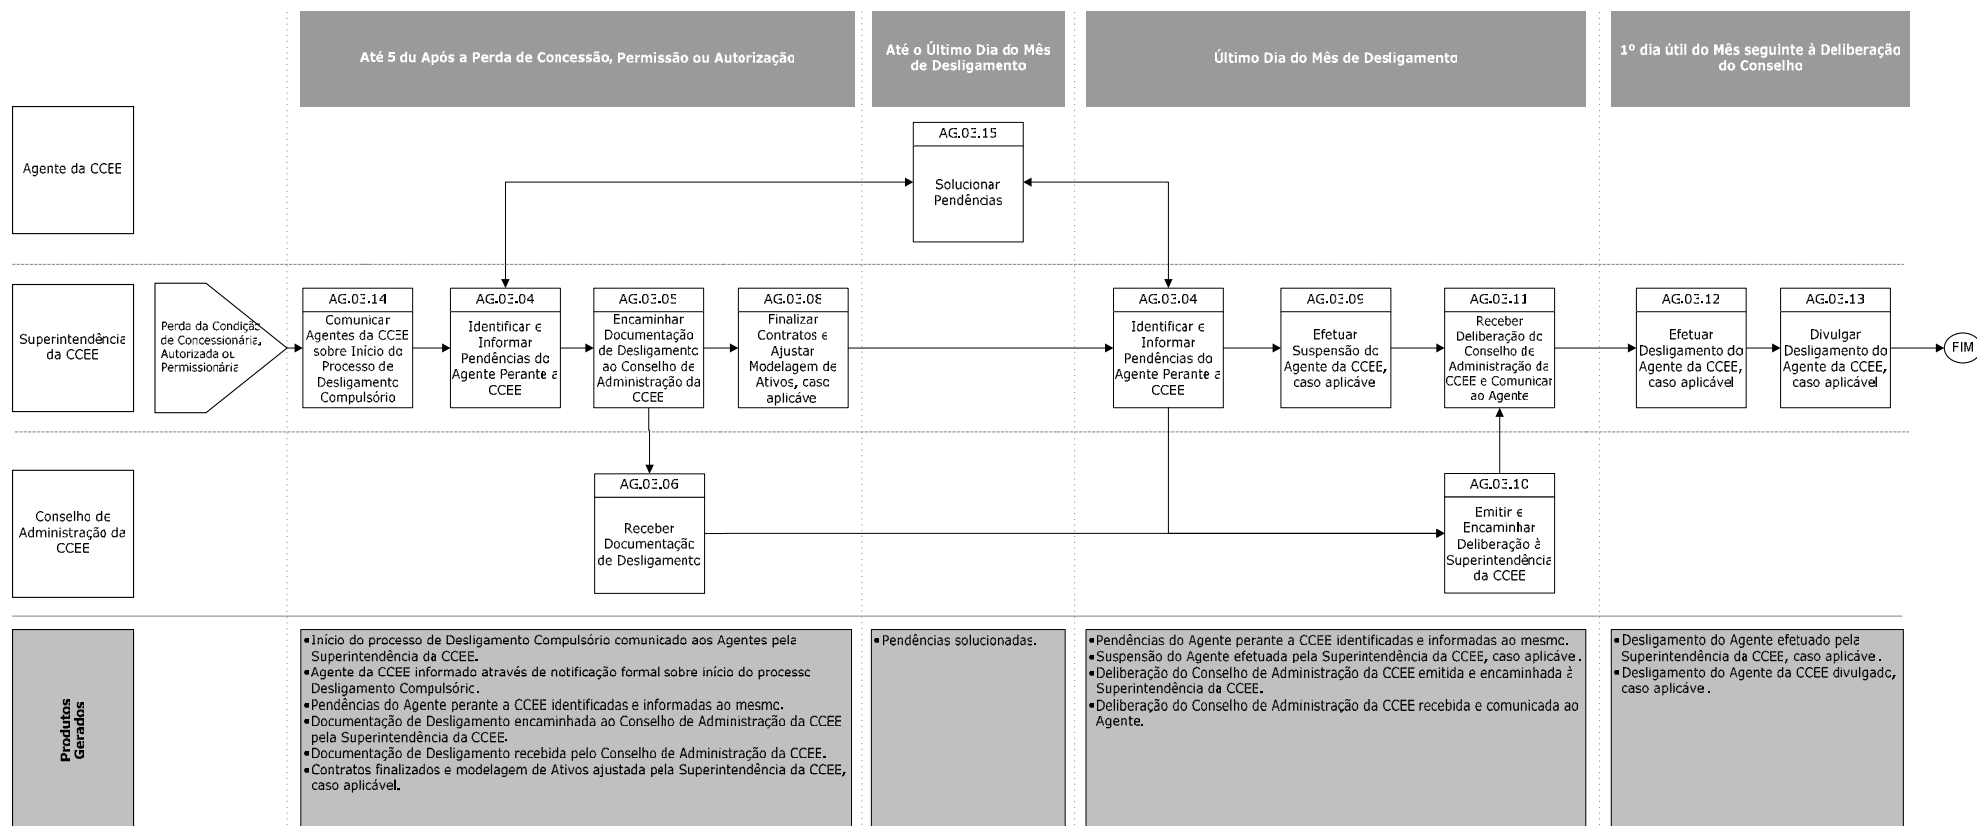 Até 5 du Após a Perda de Concessão, Permissão ou Autorização
Até o Último Dia do Mês
de Desligamento
Último Dia do Mês de Desligamento
1º dia útil do Mês seguinte à Deliberação
do Conselho
Agente da CCEE
AG.03.15
Solucionar
Pendências
Superintendência
da CCEE
Perda da Condição
de Concessionária,
Autorizada ou
Permissionária
AG.03.14
Comunicar
Agentes da CCEE
sobre Início do
Processo de
Desligamento
Compulsório
AG.03.04
Identificar e
Informar
Pendências do
Agente Perante a
CCEE
AG.03.05
Encaminhar
Documentação
de Desligamento
ao Conselho de
Administração da
CCEE
AG.03.08
Finalizar
Contratos e
Ajustar
Modelagem de
Ativos, caso
aplicáve
AG.03.04
Identificar e
Informar
Pendências do
Agente Perante a
CCEE
AG.03.09
Efetuar
Suspensão do
Agente da CCEE,
caso aplicáve
AG.03.11
Receber
Deliberação do
Conselho de
Administração da
CCEE e Comunicar
ao Agente
AG.03.12
Efetuar
Desligamento do
Agente da CCEE,
caso aplicável
AG.03.13
Divulgar
Desligamento do
Agente da CCEE,
caso aplicável
FIM
Conselho de
Administração da
CCEE
AG.03.06
Receber
Documentação
de Desligamento
AG.03.10
Emitir e
Encaminhar
Deliberação à
Superintendência
da CCEE
Produtos
Gerados
▪Início do processo de Desligamento Compulsório comunicado aos Agentes pela
Superintendência da CCEE.
▪Agente da CCEE informado através de notificação formal sobre início do processo
Desligamento Compulsório.
▪Pendências do Agente perante a CCEE identificadas e informadas ao mesmo.
▪Documentação de Desligamento encaminhada ao Conselho de Administração da CCEE
pela Superintendência da CCEE.
▪Documentação de Desligamento recebida pelo Conselho de Administração da CCEE.
▪Contratos finalizados e modelagem de Ativos ajustada pela Superintendência da CCEE,
caso aplicável.
▪Pendências solucionadas.
▪Pendências do Agente perante a CCEE identificadas e informadas ao mesmo.
▪Suspensão do Agente efetuada pela Superintendência da CCEE, caso aplicáve.
▪Deliberação do Conselho de Administração da CCEE emitida e encaminhada à
Superintendência da CCEE.
▪Deliberação do Conselho de Administração da CCEE recebida e comunicada ao
Agente.
▪Desligamento do Agente efetuado pela
Superintendência da CCEE, caso aplicáve.
▪Desligamento do Agente da CCEE divulgado,
caso aplicáve.